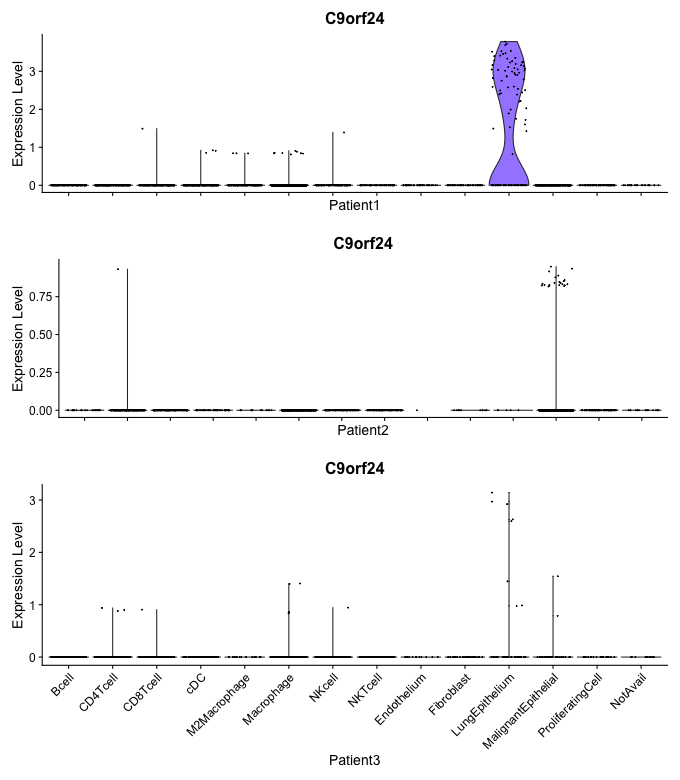 C9orf24
Expression Level
3
2
1
0
Patient1
C9orf24
Expression Level
0.75
0.50
0.25
0.00
Patient2
C9orf24
Expression Level
3
2
1
0
Bcell
CD4Tcell
CD8Tcell
cDC
M2Macrophage
Macrophage
NKcell
NKTcell
Endothelium
Fibroblast
LungEpithelium
MalignantEpithelial
ProliferatingCell
NotAvail
Patient3